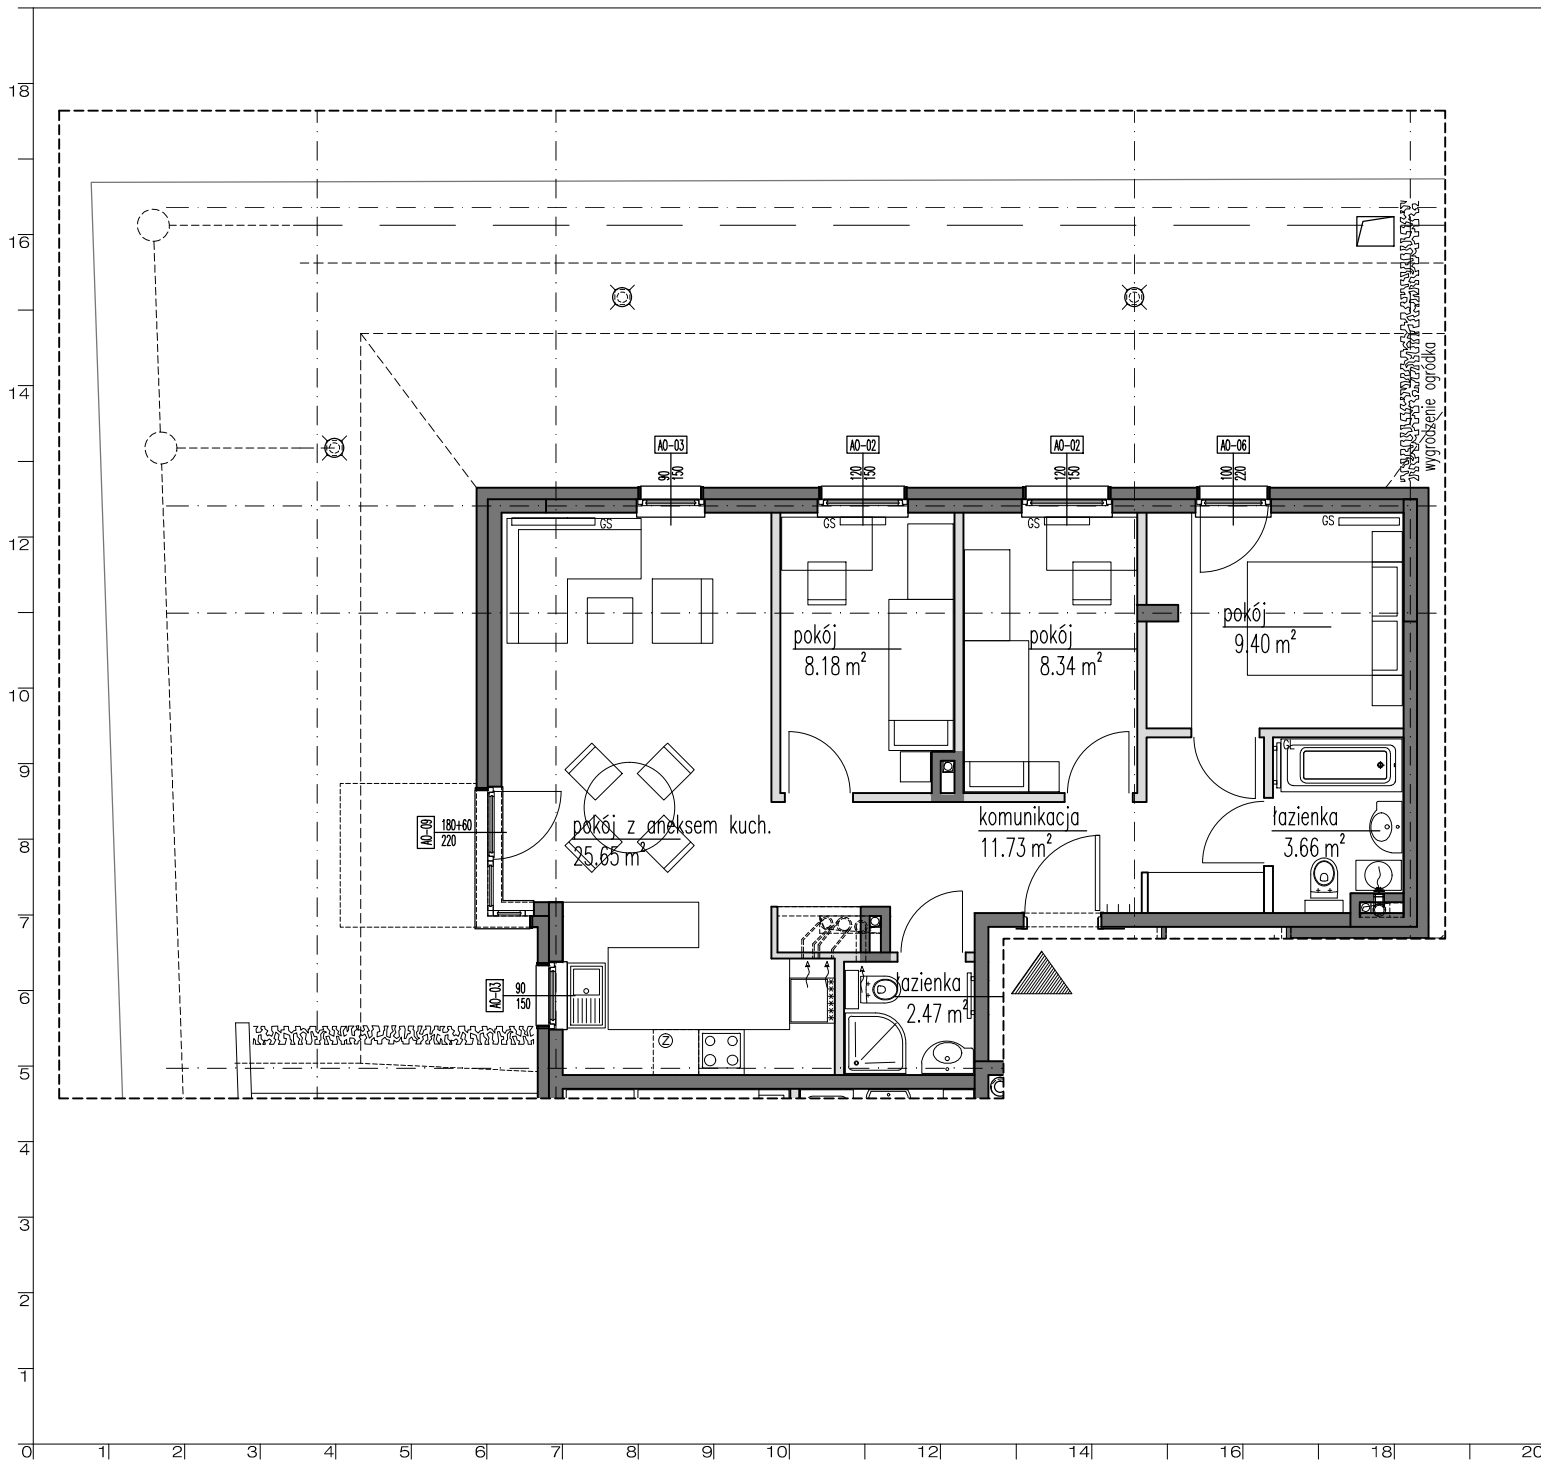 18
16
14
12
10
9
8
7
6
5
4
3
2
1
0 1 2 3 4 5 6 7 8 9 10 12 14 16 18 20
wygrodzenie ogródka
AO-03
90
150
AO-02
120
150
AO-02
120
150
AO-06
100
220
GS
GS
GS
GS
pokój
8.18 m²
pokój
8.34 m²
pokój
9.40 m²
GL
AO-09
180+60
220
pokój z aneksem kuch.
25.65 m²
komunikacja
11.73 m²
łazienka
3.66 m²
AO-03
90
150
łazienka
2.47 m²
Z